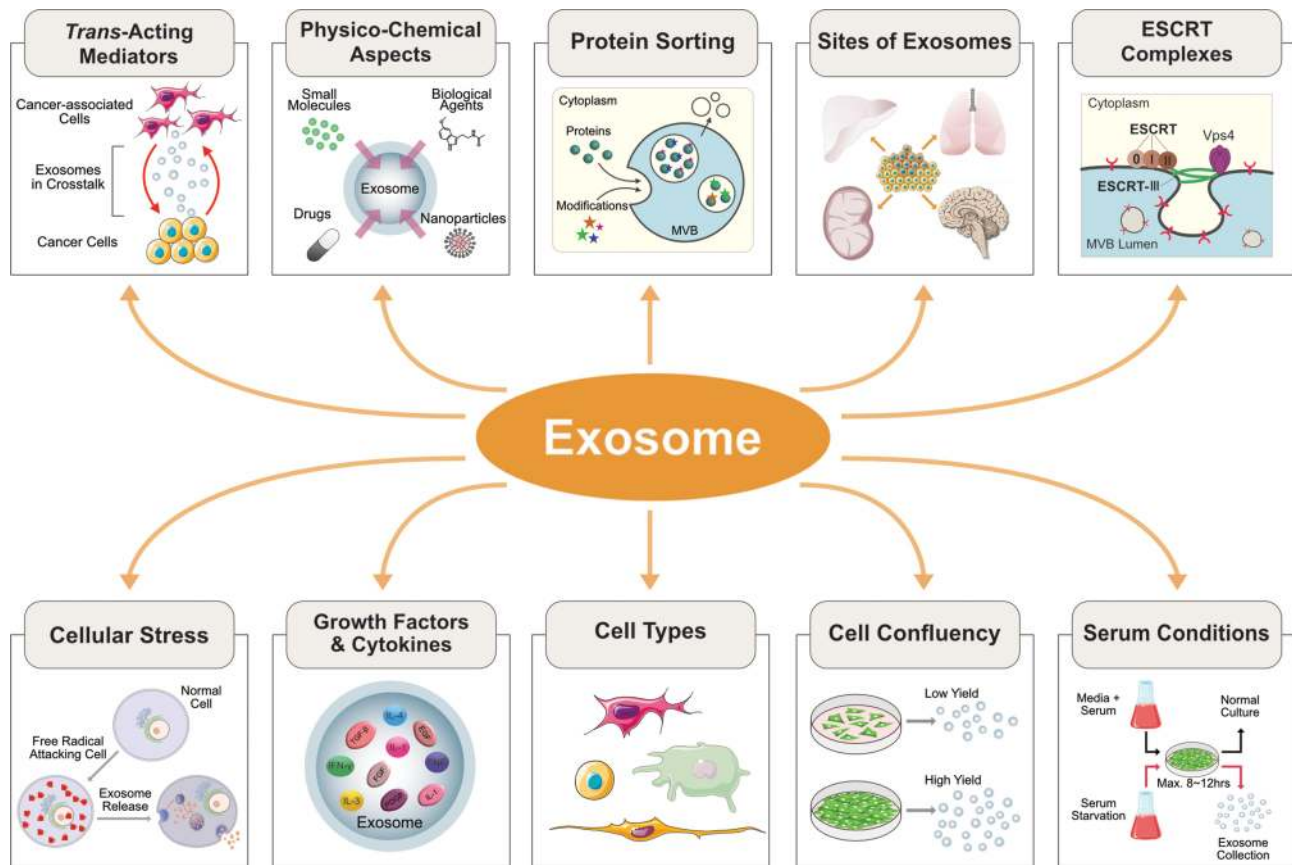 Trans-Acting
Mediators
Cancer-associated
Cells
Exosomes
in Crosstalk
Cancer Cells
Physico-Chemical
Aspects
Small
Molecules
Biological
Agents
Exosome
Drugs
Nanoparticles
Protein Sorting
Cytoplasm
Proteins
Modifications
MVB
Sites of Exosomes
ESCRT
Complexes
Cytoplasm
ESCRT
Vps4
0 I II
ESCRT-III
MVB Lumen
Exosome
Cellular Stress
Normal
Cell
Free Radical
Attacking Cell
Exosome
Release
Growth Factors
& Cytokines
IL-4
TGF-β
EGF
IFN-γ
FGF
IL-3
IL-1
Exosome
Cell Types
Cell Confluency
Low Yield
High Yield
Serum Conditions
Media +
Serum
Normal
Culture
Max. 8~12hrs
Serum
Starvation
Exosome
Collection